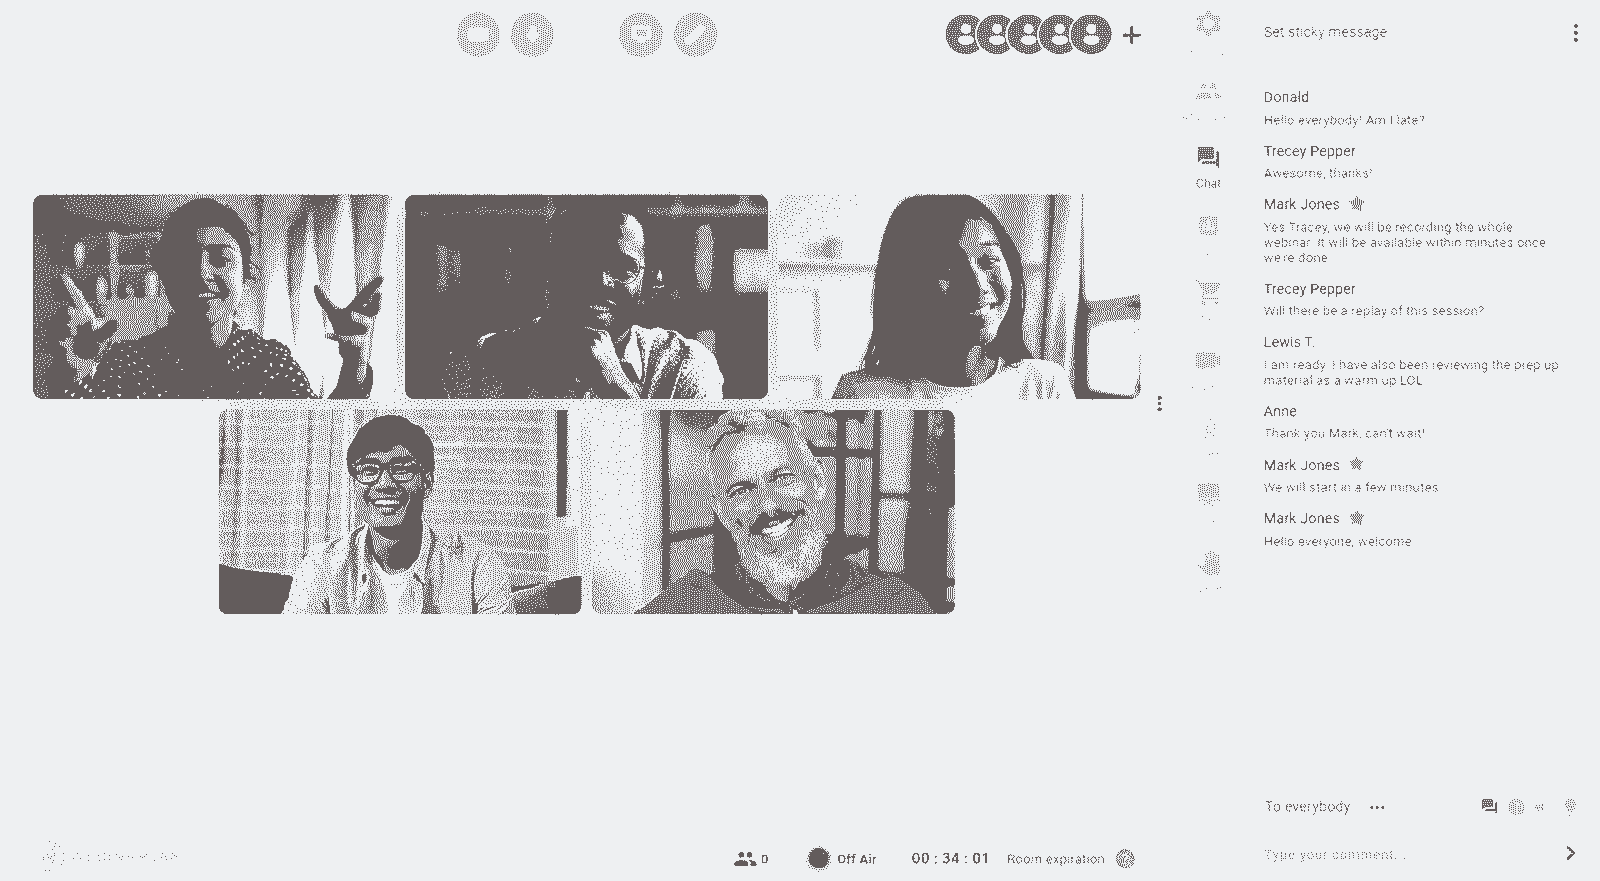 Set sticky message
Donald
Hello everybody! Am I late?
Trecey Pepper
Awesome, thanks!
Chat
Mark Jones
Yes Tracey, we will be recording the whole
webinar. It will be available within minutes once
we're done
Trecey Pepper
Will there be a replay of this session?
Lewis T.
I am ready. I have also been reviewing the prep up
material as a warm up LOL
Anne
Thank you Mark, can't wait!
Mark Jones
We will start in a few minutes
Mark Jones
Hello everyone, welcome
To everybody
0
Off Air
00 : 34 : 01
Room expiration
Type your comment...